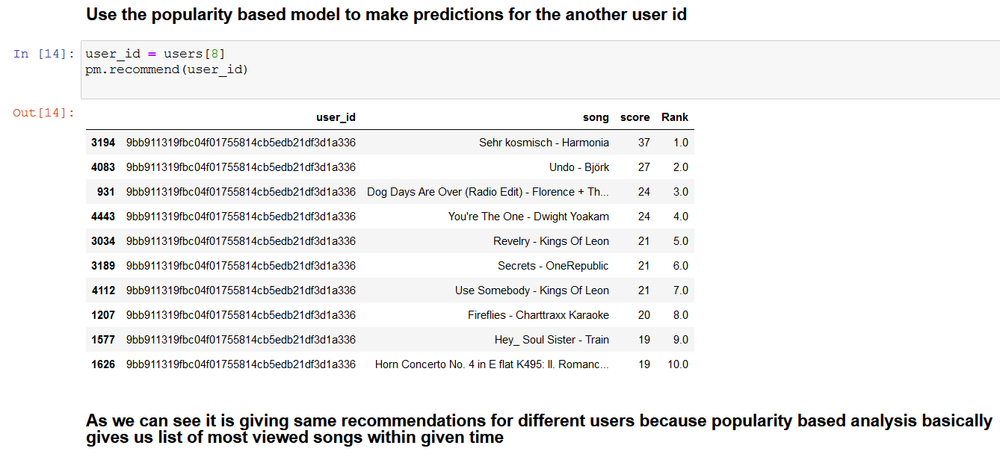 Use the popularity based model to make predictions for the another user id
In [14]: user_id = users[8]
pm.recommend(user_id)
Out[14]:
user_id song score Rank
3194 9bb911319fbc04f01755814cb5edb21df3d1a336 Sehr kosmisch - Harmonia 37 1.0
4083 9bb911319fbc04f01755814cb5edb21df3d1a336 Undo - Björk 27 2.0
931 9bb911319fbc04f01755814cb5edb21df3d1a336 Dog Days Are Over (Radio Edit) - Florence + Th... 24 3.0
4443 9bb911319fbc04f01755814cb5edb21df3d1a336 You're The One - Dwight Yoakam 24 4.0
3034 9bb911319fbc04f01755814cb5edb21df3d1a336 Revelry - Kings Of Leon 21 5.0
3189 9bb911319fbc04f01755814cb5edb21df3d1a336 Secrets - OneRepublic 21 6.0
4112 9bb911319fbc04f01755814cb5edb21df3d1a336 Use Somebody - Kings Of Leon 21 7.0
1207 9bb911319fbc04f01755814cb5edb21df3d1a336 Fireflies - Charttraxx Karaoke 20 8.0
1577 9bb911319fbc04f01755814cb5edb21df3d1a336 Hey_ Soul Sister - Train 19 9.0
1626 9bb911319fbc04f01755814cb5edb21df3d1a336 Horn Concerto No. 4 in E flat K495: II. Romanc... 19 10.0
As we can see it is giving same recommendations for different users because popularity based analysis basically
gives us list of most viewed songs within given time